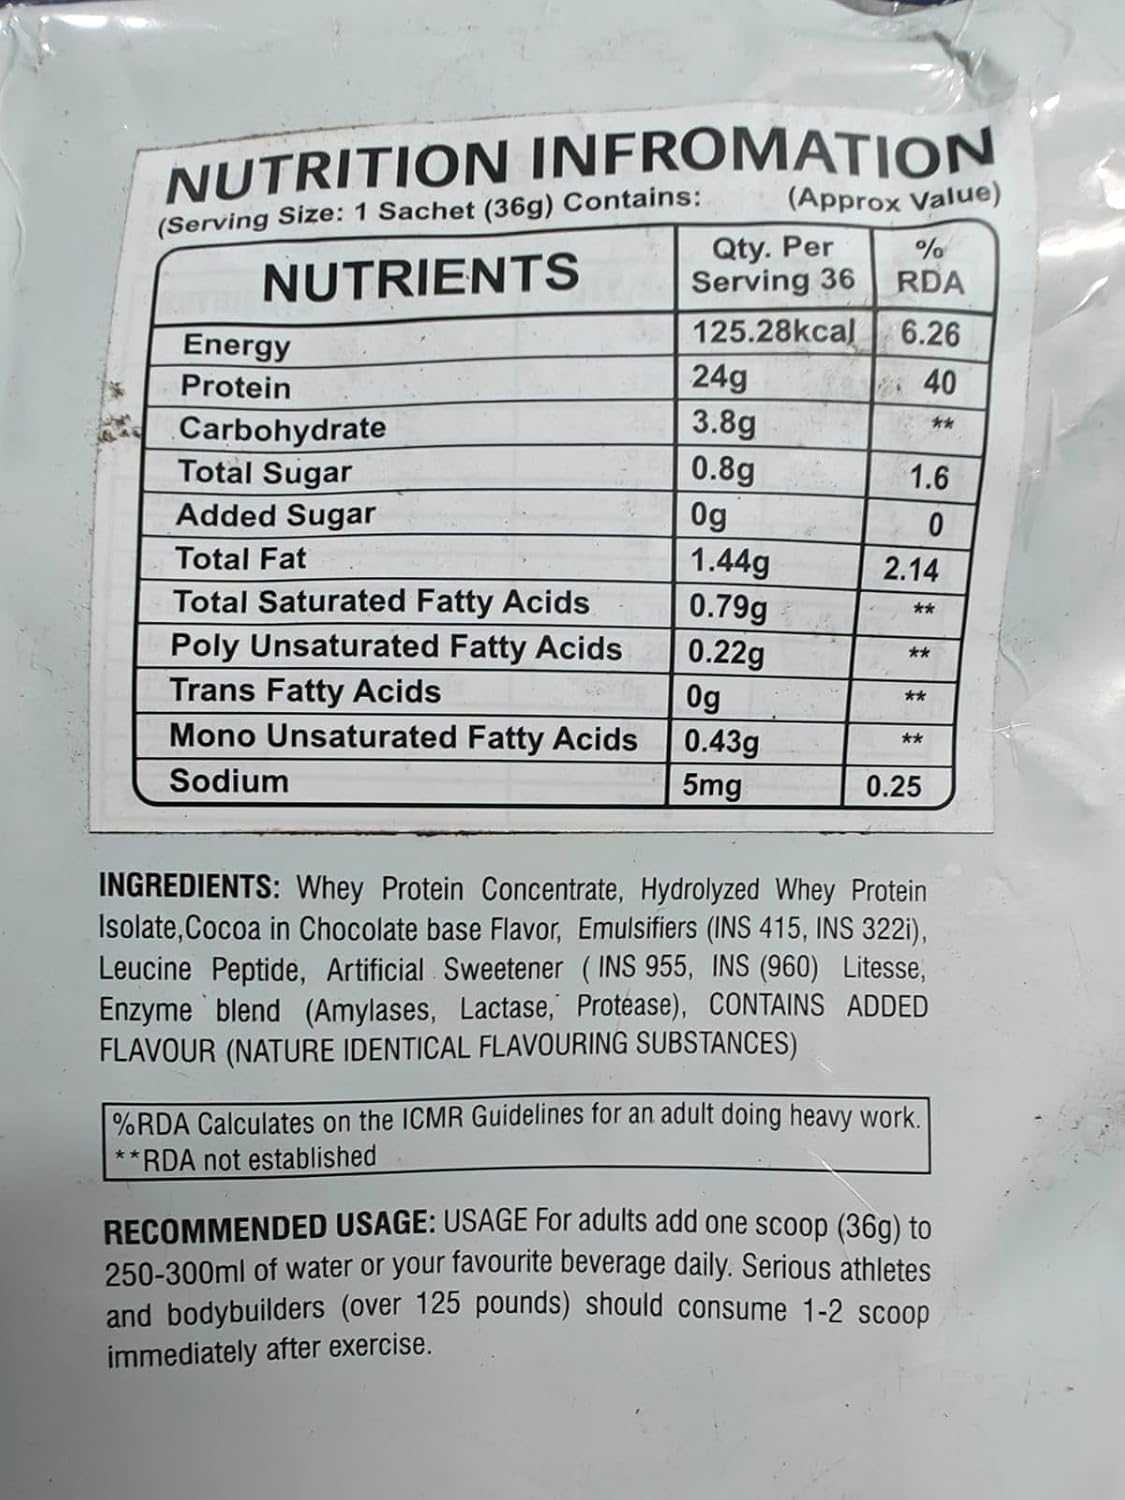 NUTRITION INFROMATION
(Serving Size: 1 Sachet (36g) Contains: (Approx Value)
NUTRIENTS Qty. Per Serving 36 % RDA
Energy 125.28kcal 6.26
Protein 24g 40
Carbohydrate 3.8g **
Total Sugar 0.8g 1.6
Added Sugar 0g 0
Total Fat 1.44g 2.14
Total Saturated Fatty Acids 0.79g **
Poly Unsaturated Fatty Acids 0.22g **
Trans Fatty Acids 0g **
Mono Unsaturated Fatty Acids 0.43g **
Sodium 5mg 0.25
INGREDIENTS: Whey Protein Concentrate, Hydrolyzed Whey Protein
Isolate,Cocoa in Chocolate base Flavor, Emulsifiers (INS 415, INS 322i),
Leucine Peptide, Artificial Sweetener ( INS 955, INS (960) Litesse,
Enzyme blend (Amylases, Lactase, Protease), CONTAINS ADDED
FLAVOUR (NATURE IDENTICAL FLAVOURING SUBSTANCES)
%RDA Calculates on the ICMR Guidelines for an adult doing heavy work.
**RDA not established
RECOMMENDED USAGE: USAGE For adults add one scoop (36g) to
250-300ml of water or your favourite beverage daily. Serious athletes
and bodybuilders (over 125 pounds) should consume 1-2 scoop
immediately after exercise.